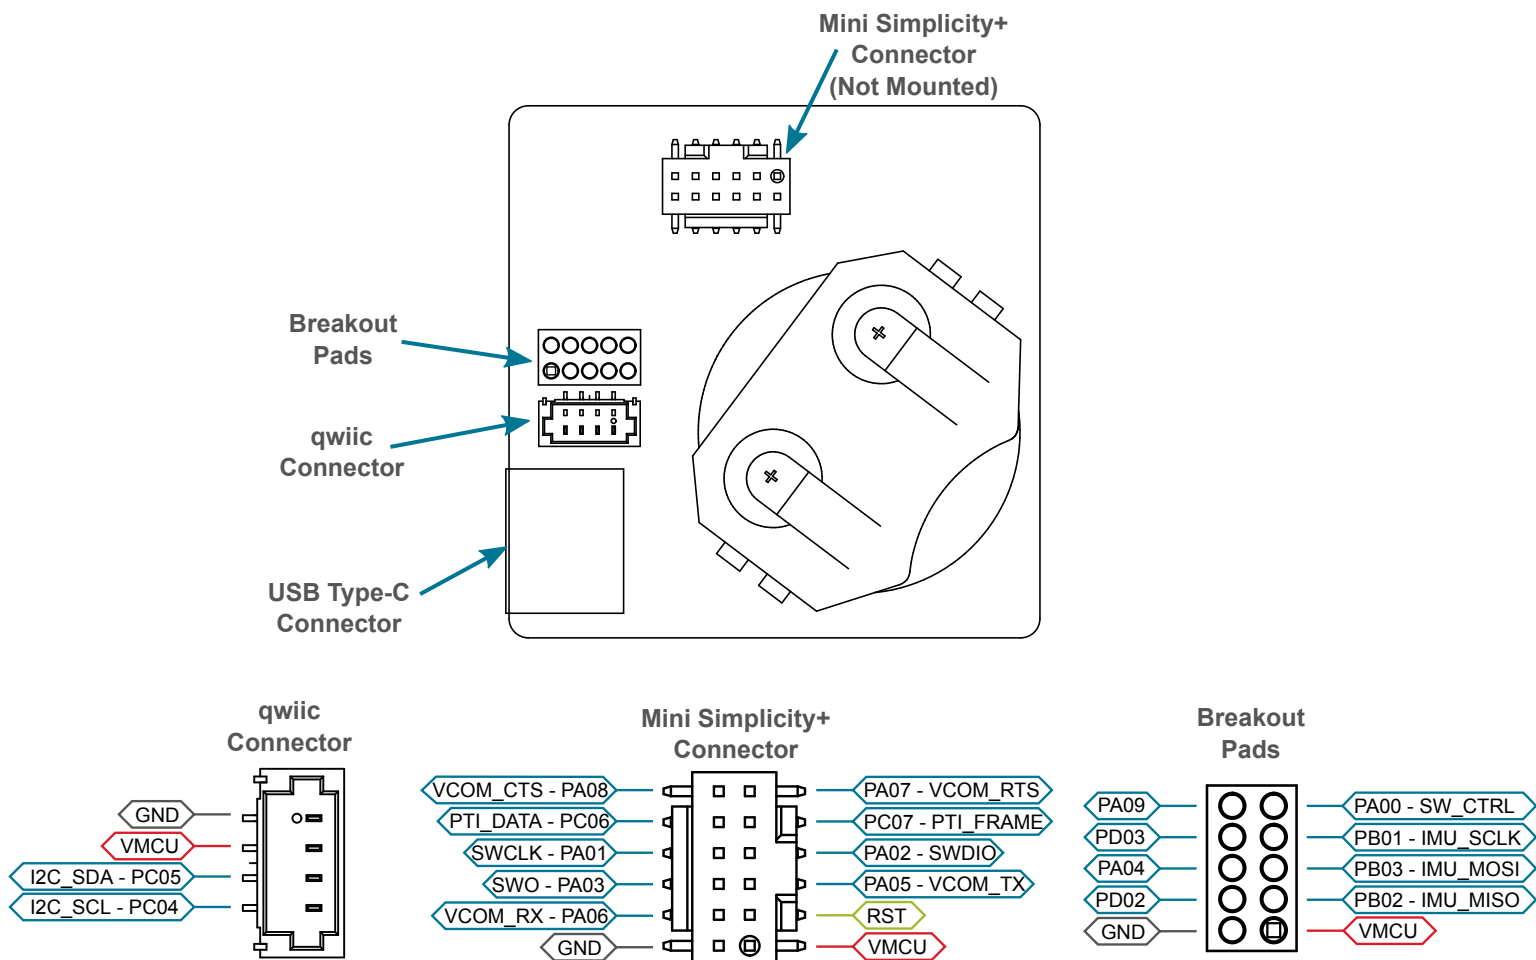 Mini Simplicity+
Connector
(Not Mounted)
Breakout
Pads
qwiic
Connector
USB Type-C
Connector
qwiic
Connector
GND
VMCU
I2C_SDA - PC05
I2C_SCL - PC04
Mini Simplicity+
Connector
VCOM_CTS - PA08
PA07 - VCOM_RTS
PTI_DATA - PC06
PC07 - PTI_FRAME
SWCLK - PA01
PA02 - SWDIO
SWO - PA03
PA05 - VCOM_TX
VCOM_RX - PA06
RST
GND
VMCU
Breakout
Pads
PA09
PA00 - SW_CTRL
PD03
PB01 - IMU_SCLK
PA04
PB03 - IMU_MOSI
PD02
PB02 - IMU_MISO
GND
VMCU